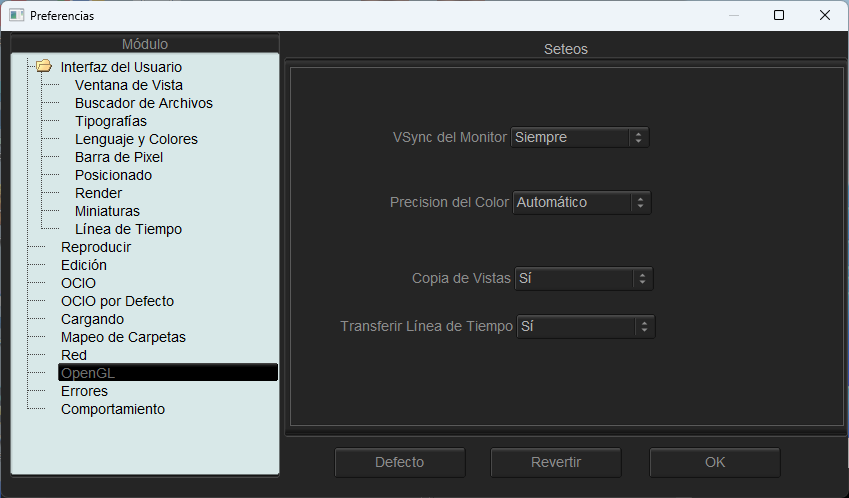 Preferencias
Módulo
Interfaz del Usuario
Ventana de Vista
Buscador de Archivos
Tipografías
Lenguaje y Colores
Barra de Pixel
Posicionado
Render
Miniaturas
Línea de Tiempo
Reproducir
Edición
OCIO
OCIO por Defecto
Cargando
Mapeo de Carpetas
Red
OpenGL
Errores
Comportamiento
Seteos
VSync del Monitor Siempre
Precision del Color Automático
Copia de Vistas Sí
Transferir Línea de Tiempo Sí
Defecto Revertir OK